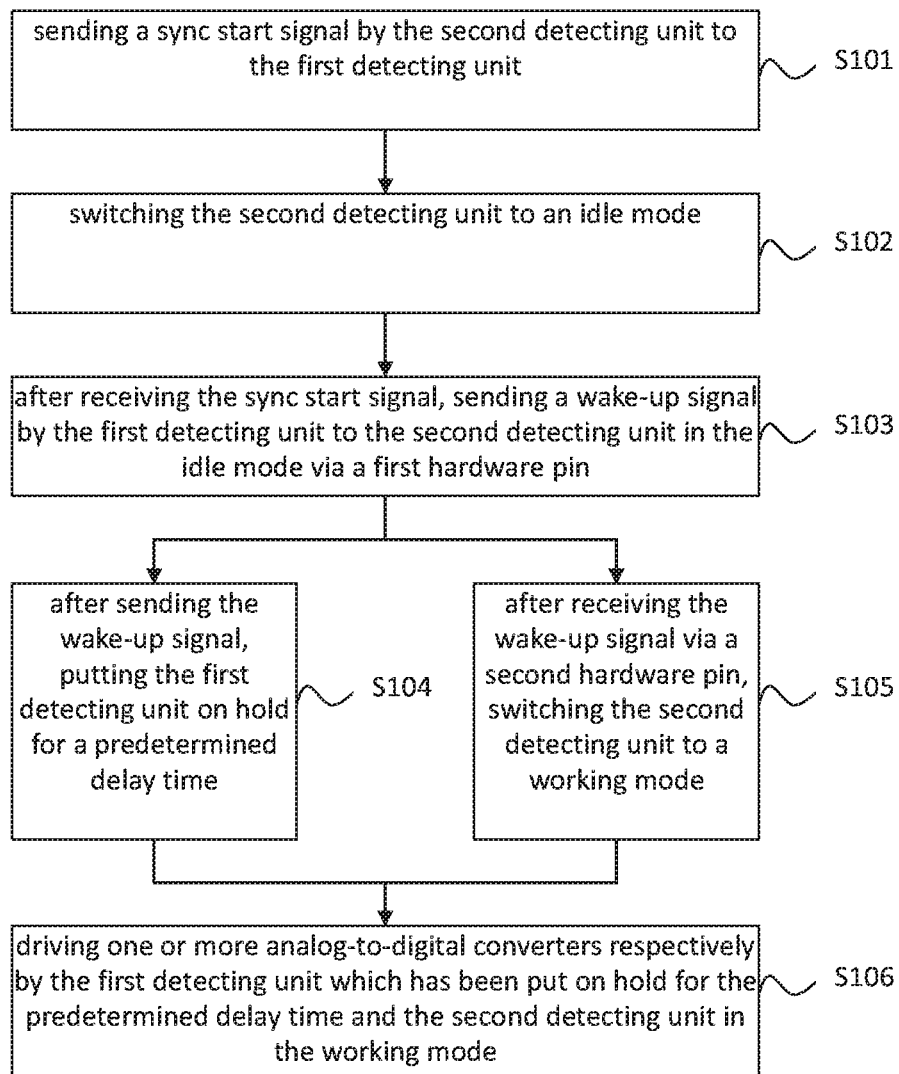 sending a sync start signal by the second detecting unit to
the first detecting unit
S101
switching the second detecting unit to an idle mode
S102
after receiving the sync start signal, sending a wake-up signal
by the first detecting unit to the second detecting unit in the
idle mode via a first hardware pin
S103
after sending the
wake-up signal,
putting the first
detecting unit on hold
for a predetermined
delay time
S104
after receiving the
wake-up signal via a
second hardware pin,
switching the second
detecting unit to a
working mode
S105
driving one or more analog-to-digital converters respectively
by the first detecting unit which has been put on hold for the
predetermined delay time and the second detecting unit in
the working mode
S106